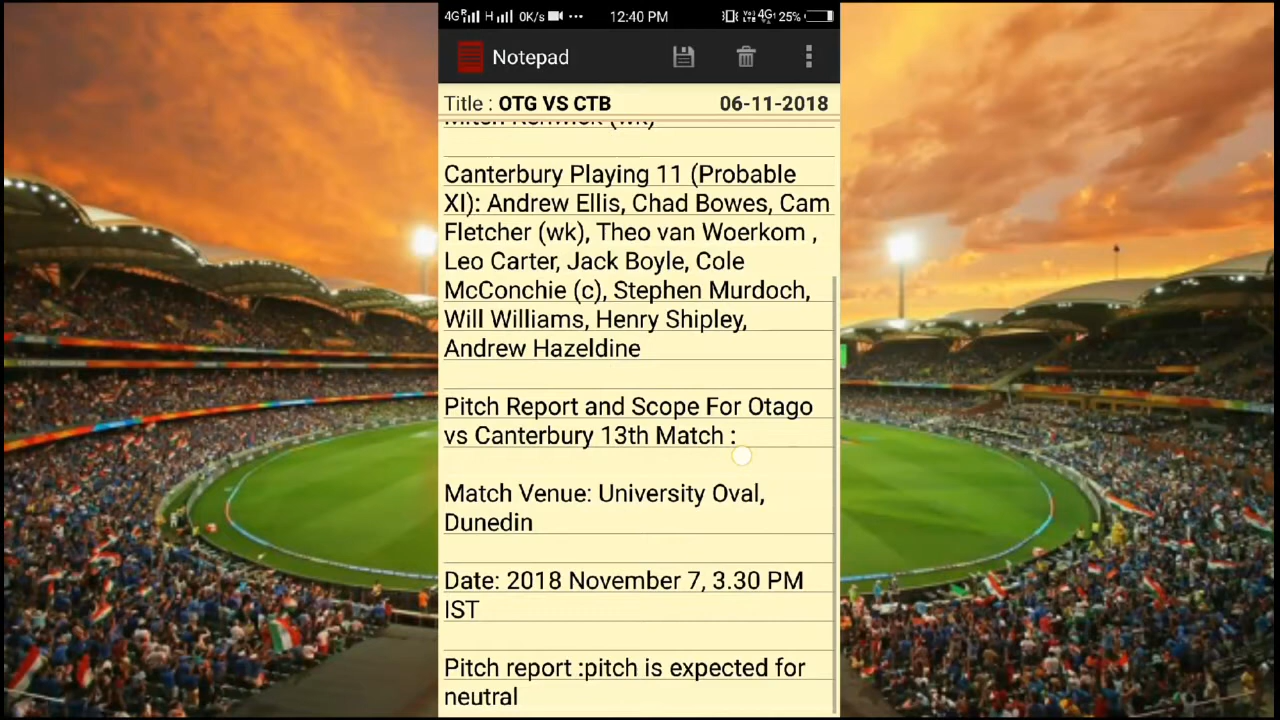 4G R H 0K/s ••• 12:40 PM 4G 25%
Notepad
Title : OTG VS CTB 06-11-2018
Canterbury Playing 11 (Probable
XI): Andrew Ellis, Chad Bowes, Cam
Fletcher (wk), Theo van Woerkom ,
Leo Carter, Jack Boyle, Cole
McConchie (c), Stephen Murdoch,
Will Williams, Henry Shipley,
Andrew Hazeldine
Pitch Report and Scope For Otago
vs Canterbury 13th Match :
Match Venue: University Oval,
Dunedin
Date: 2018 November 7, 3.30 PM
IST
Pitch report :pitch is expected for
neutral